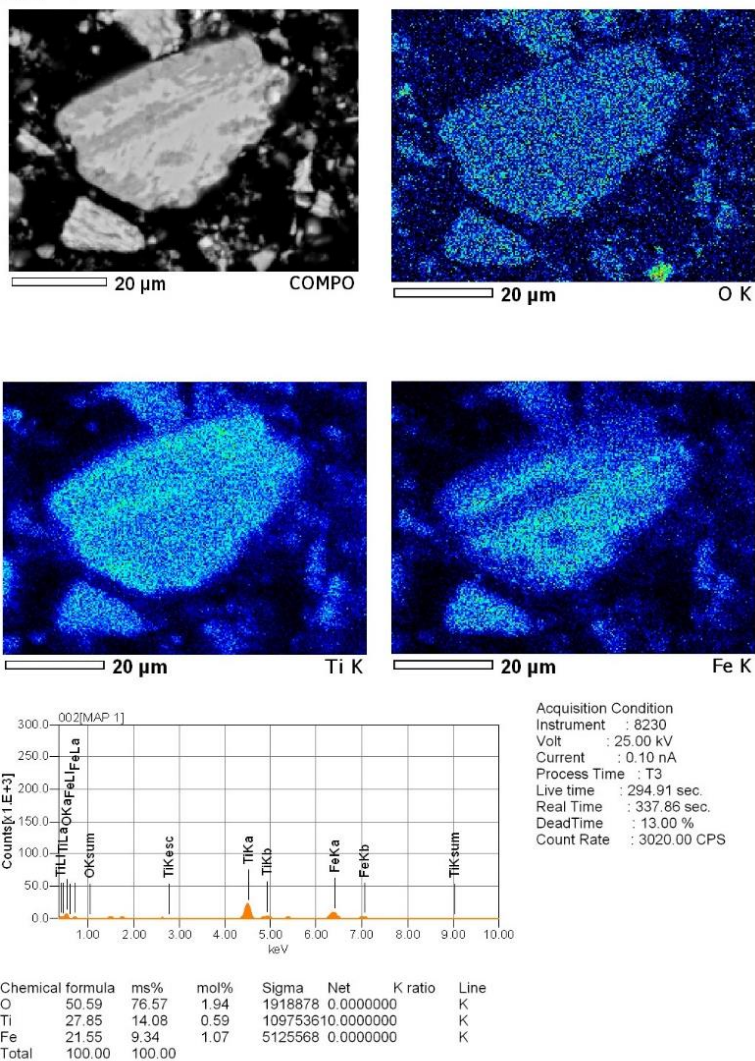 20 µm COMPO
20 µm O K
20 µm Ti K
20 µm Fe K
002[MAP 1]
Counts[x1.E+3]
300.0
250.0
200.0
150.0
100.0
50.0
0.0
TiLl
TiLa
OKa
FeLl
FeLa
OKsum
TiKesc
TiKa
TiKb
FeKa
FeKb
TiKsum
1.00 2.00 3.00 4.00 5.00 6.00 7.00 8.00 9.00 10.00
keV
Acquisition Condition
Instrument : 8230
Volt : 25.00 kV
Current : 0.10 nA
Process Time : T3
Live time : 294.91 sec.
Real Time : 337.86 sec.
DeadTime : 13.00 %
Count Rate : 3020.00 CPS
Chemical formula ms% mol% Sigma Net K ratio Line
O 50.59 76.57 1.94 1918878 0.0000000 K
Ti 27.85 14.08 0.59 10975361 0.0000000 K
Fe 21.55 9.34 1.07 5125568 0.0000000 K
Total 100.00 100.00